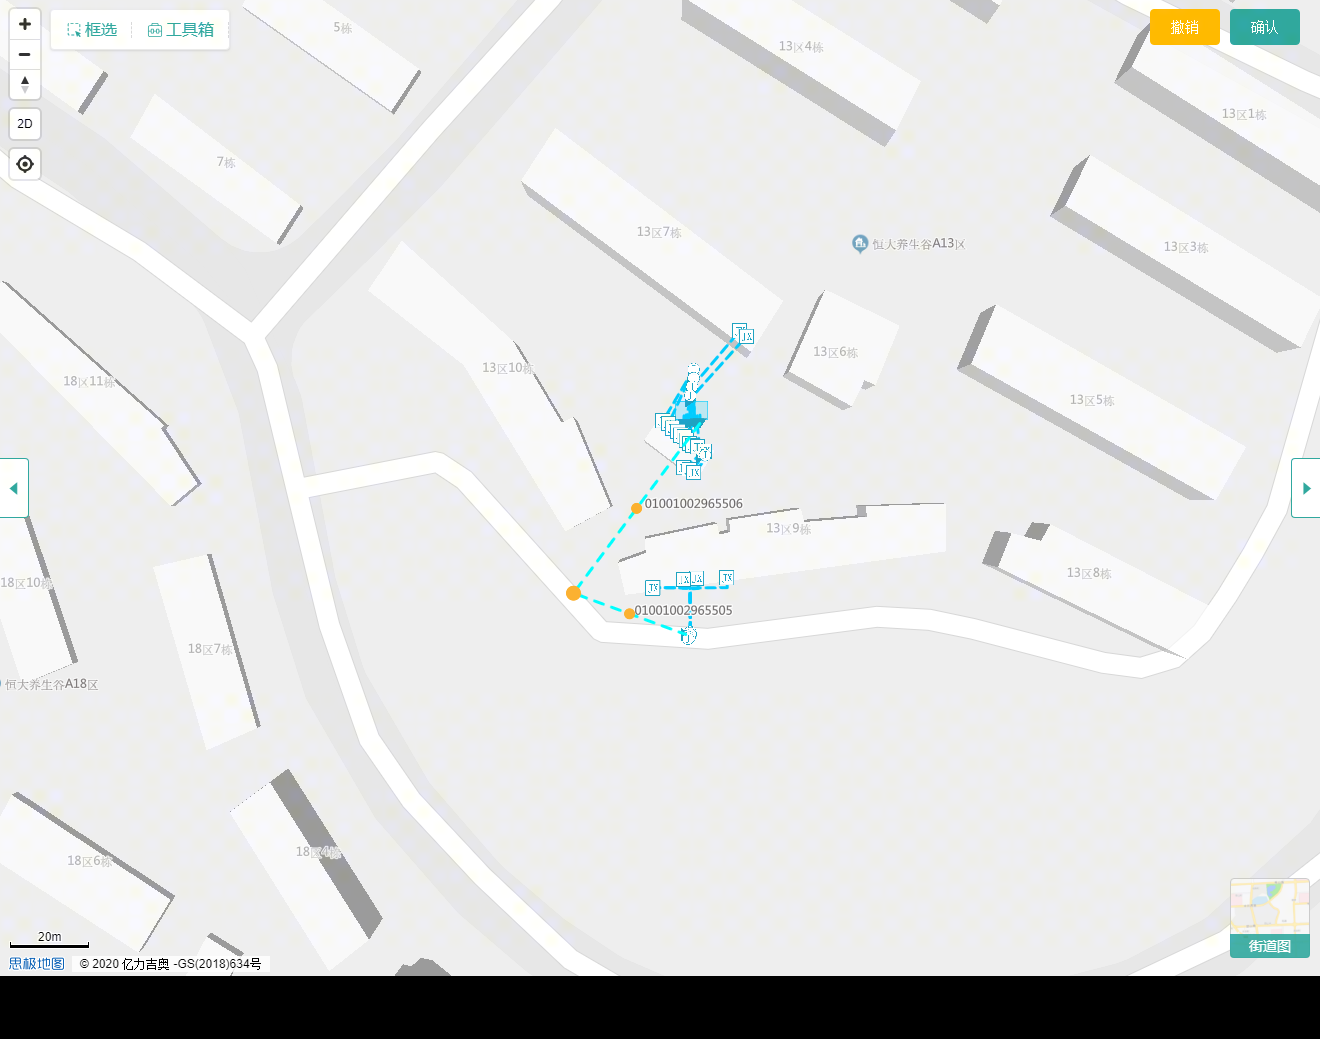 框选
工具箱
撤销
确认
2D
5栋
13区4栋
13区1栋
7栋
13区7栋
恒大养生谷A13区
13区3栋
JX
13区6栋
13区10栋
18区11栋
13区5栋
JX
01001002965506
13区9栋
18区10栋
JX
JX
JX
JX
13区8栋
01001002965505
18区7栋
恒大养生谷A18区
18区4栋
18区6栋
20m
思极地图
© 2020 亿力吉奥 -GS(2018)634号
街道图